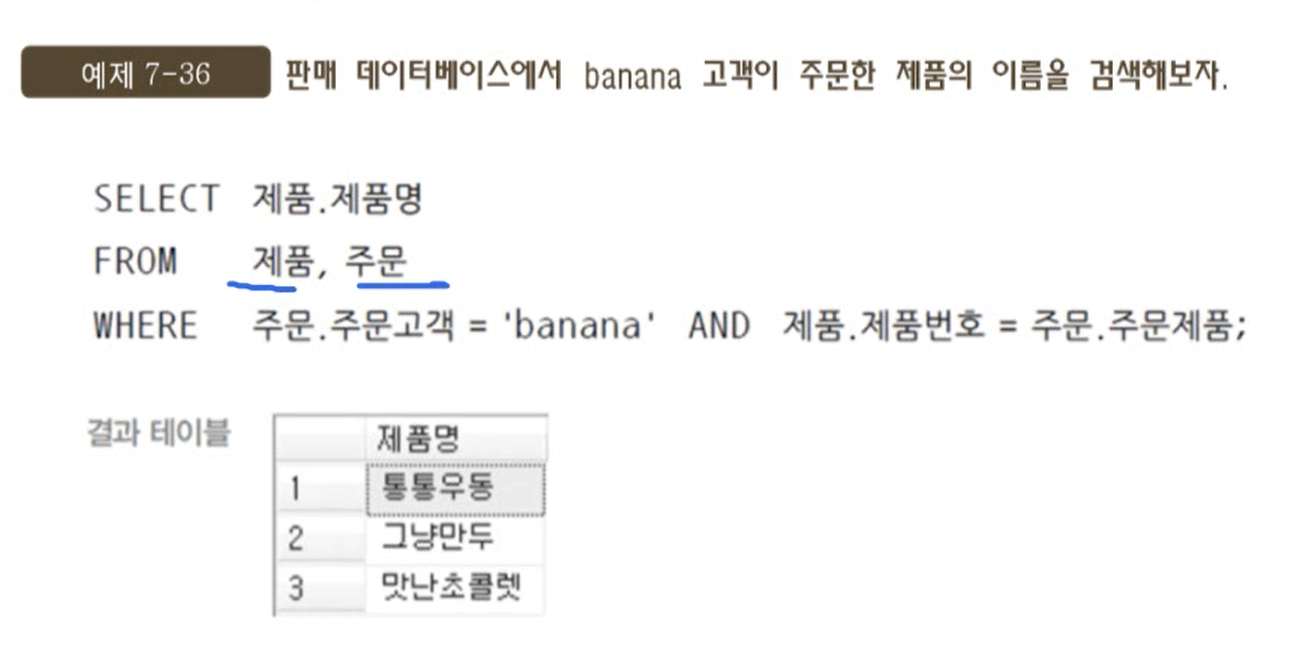 예제 7-36 판매 데이터베이스에서 banana 고객이 주문한 제품의 이름을 검색해보자.
SELECT 제품.제품명
FROM 제품, 주문
WHERE 주문.주문고객 = 'banana' AND 제품.제품번호 = 주문.주문제품;
결과 테이블
제품명
1 통통우동
2 그냥만두
3 맛난초콜렛